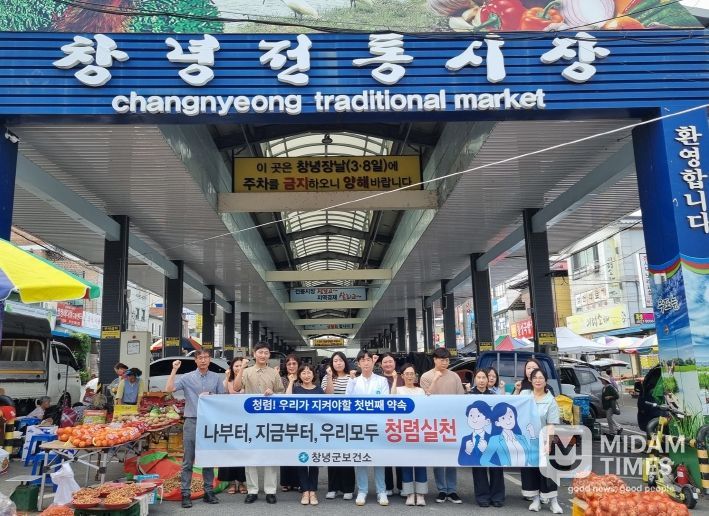 창녕전통시장
changnyeong traditional market
이 곳은 창녕장날(3·8일)에
주차를 금지하오니 양해바랍니다
환영합니다
청렴! 우리가 지켜야할 첫번째 약속
나부터, 지금부터, 우리모두 청렴실천
창녕군보건소
MIDAM
TIMES
good news. good people